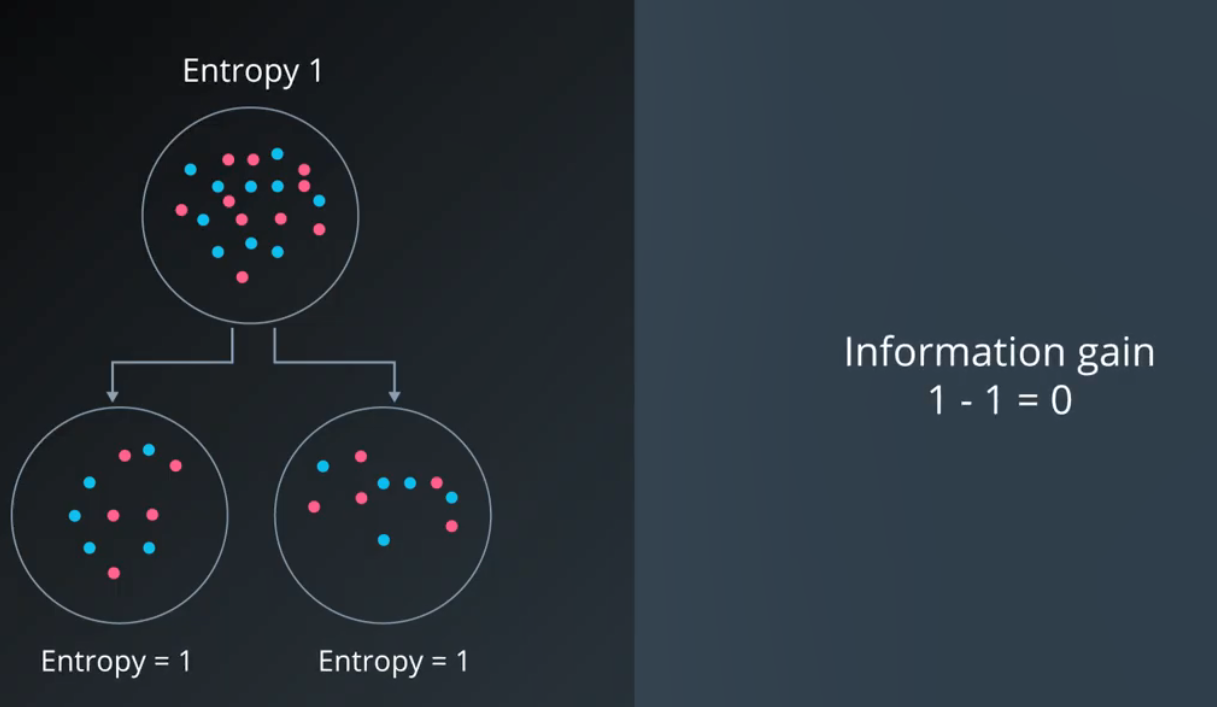 Entropy 1
Entropy = 1
Entropy = 1
Information gain
1 - 1 = 0